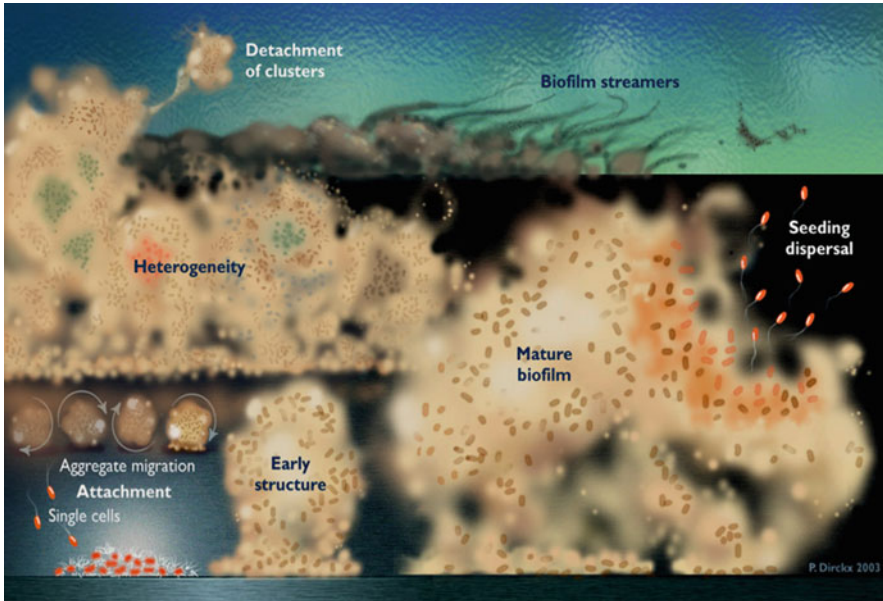 Detachment
of clusters
Biofilm streamers
Seeding
dispersal
Heterogeneity
Mature
biofilm
Aggregate migration
Attachment
Single cells
Early
structure
P. Dirckx 2003